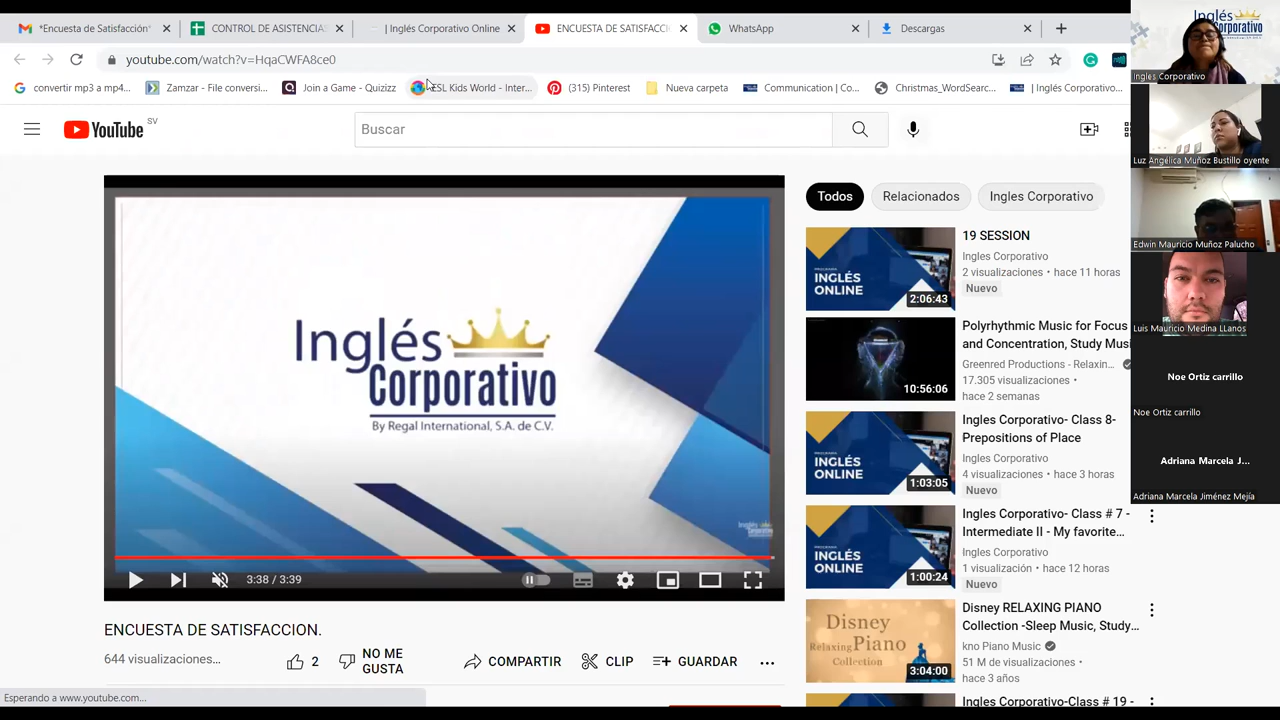 *Encuesta de Satisfacción*
CONTROL DE ASISTENCIAS
| Inglés Corporativo Online
ENCUESTA DE SATISFACCI
WhatsApp
Descargas
youtube.com/watch?v=HqaCWFA8ce0
convertir mp3 a mp4...
Zamzar - File conversi...
Join a Game - Quizizz
ESL Kids World - Inter...
(315) Pinterest
Nueva carpeta
Communication | Co...
Christmas_WordSearc...
| Inglés Corporativo...
YouTube SV
Buscar
Inglés
Corporativo
By Regal International, S.A. de C.V.
3:38 / 3:39
ENCUESTA DE SATISFACCION.
644 visualizaciones...
2
NO ME
GUSTA
COMPARTIR
CLIP
GUARDAR
Esperando a www.youtube.com...
Todos
Relacionados
Ingles Corporativo
PROGRAMA
INGLÉS
ONLINE
2:06:43
19 SESSION
Ingles Corporativo
2 visualizaciones • hace 11 horas
Nuevo
10:56:06
Polyrhythmic Music for Focus
and Concentration, Study Musi
Greenred Productions - Relaxin...
17.305 visualizaciones •
hace 2 semanas
PROGRAMA
INGLÉS
ONLINE
1:03:05
Ingles Corporativo- Class 8-
Prepositions of Place
Ingles Corporativo
4 visualizaciones • hace 3 horas
Nuevo
PROGRAMA
INGLÉS
ONLINE
1:00:24
Ingles Corporativo- Class # 7 -
Intermediate II - My favorite...
Ingles Corporativo
1 visualización • hace 12 horas
Nuevo
Disney
Relaxing Piano
Collection
3:04:00
Disney RELAXING PIANO
Collection -Sleep Music, Study...
kno Piano Music
51 M de visualizaciones •
hace 3 años
Ingles Corporativo-Class # 19 -
Inglés
Corporativo
Ingles Corporativo
Luz Angélica Muñoz Bustillo oyente
Edwin Mauricio Muñoz Palucho
Luis Mauricio Medina LLanos
Noe Ortiz carrillo
Noe Ortiz carrillo
Adriana Marcela J...
Adriana Marcela Jiménez Mejía